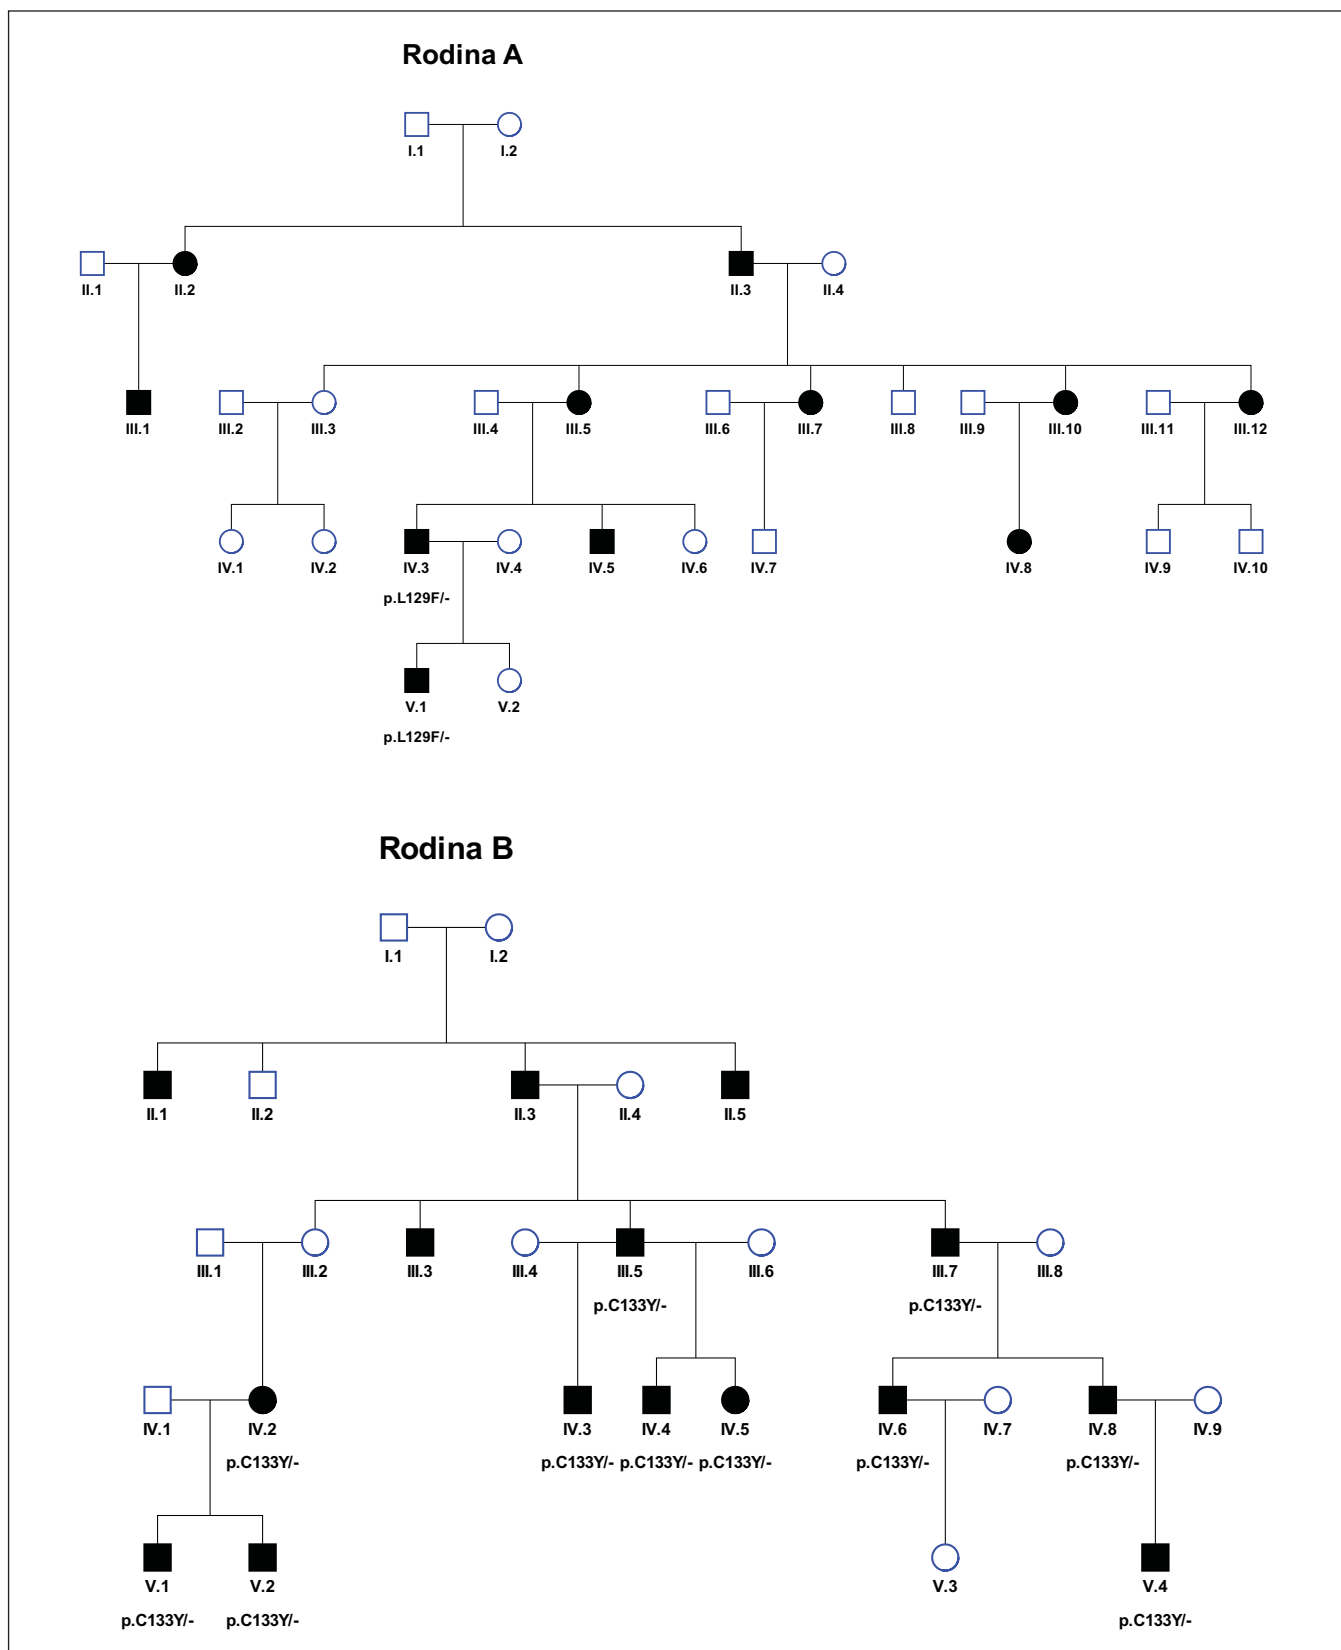 Rodina A
I.1 I.2
II.1 II.2 II.3 II.4
III.1 III.2 III.3 III.4 III.5 III.6 III.7 III.8 III.9 III.10 III.11 III.12
IV.1 IV.2 IV.3 IV.4 IV.5 IV.6 IV.7 IV.8 IV.9 IV.10
p.L129F/-
V.1 V.2
p.L129F/-
Rodina B
I.1 I.2
II.1 II.2 II.3 II.4 II.5
III.1 III.2 III.3 III.4 III.5 III.6 III.7 III.8
p.C133Y/- p.C133Y/-
IV.1 IV.2 IV.3 IV.4 IV.5 IV.6 IV.7 IV.8 IV.9
p.C133Y/- p.C133Y/- p.C133Y/- p.C133Y/- p.C133Y/- p.C133Y/-
V.1 V.2 V.3 V.4
p.C133Y/- p.C133Y/- p.C133Y/-